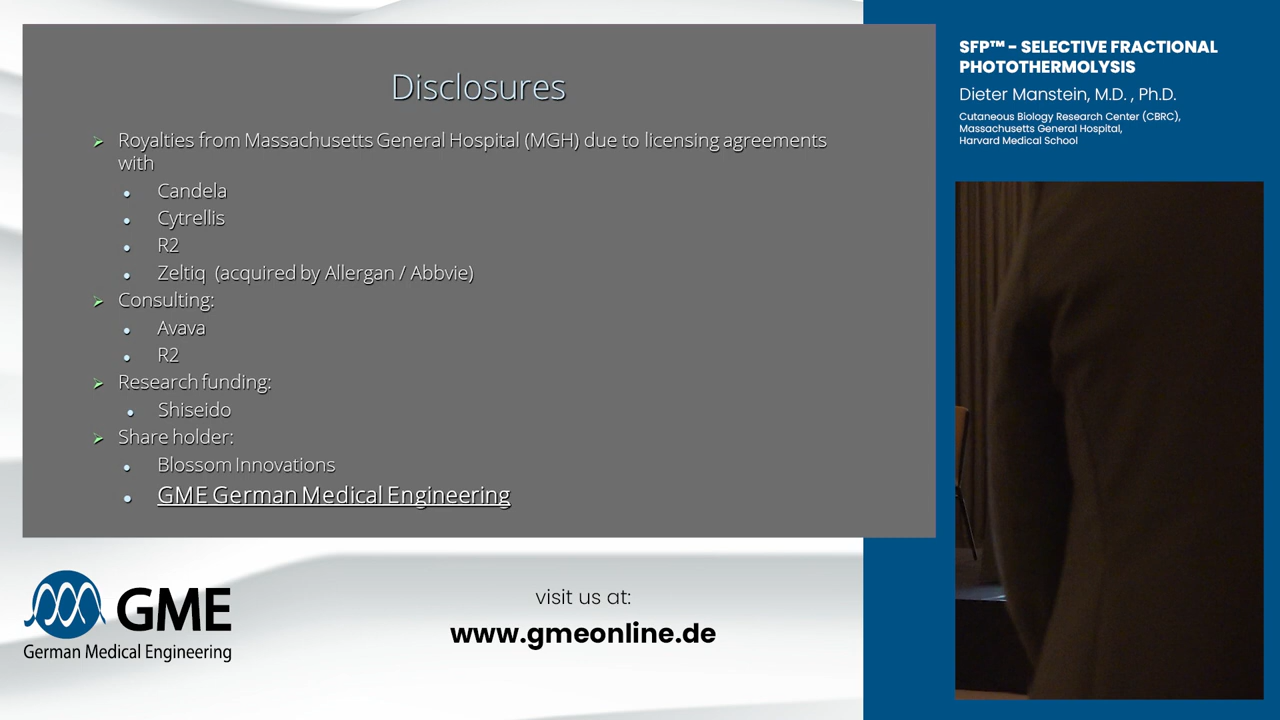 Disclosures
Royalties from Massachusetts General Hospital (MGH) due to licensing agreements
with
Candela
Cytrellis
R2
Zeltiq (acquired by Allergan / Abbvie)
Consulting:
Avava
R2
Research funding:
Shiseido
Share holder:
Blossom Innovations
GME German Medical Engineering
SFP™ - SELECTIVE FRACTIONAL
PHOTOTHERMOLYSIS
Dieter Manstein, M.D. , Ph.D.
Cutaneous Biology Research Center (CBRC),
Massachusetts General Hospital,
Harvard Medical School
GME
German Medical Engineering
visit us at:
www.gmeonline.de